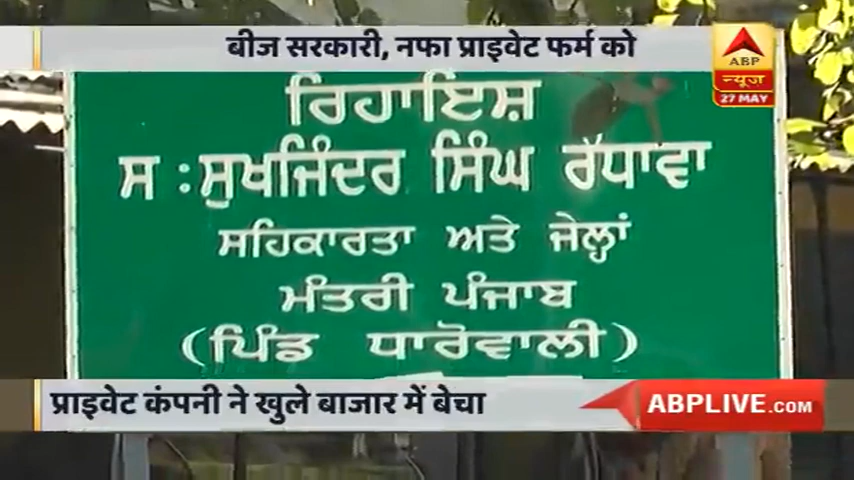 बीज सरकारी, नफा प्राइवेट फर्म को
ABP
न्यूज़
27 MAY
ਰਿਹਾਇਸ਼
ਸ : ਸੁਖਜਿੰਦਰ ਸਿੰਘ ਰੰਧਾਵਾ
ਸਹਿਕਾਰਤਾ ਅਤੇ ਜੇਲ੍ਹਾਂ
ਮੰਤਰੀ ਪੰਜਾਬ
(ਪਿੰਡ ਧਾਰੋਵਾਲੀ)
प्राइवेट कंपनी ने खुले बाजार में बेचा
ABPLIVE.COM